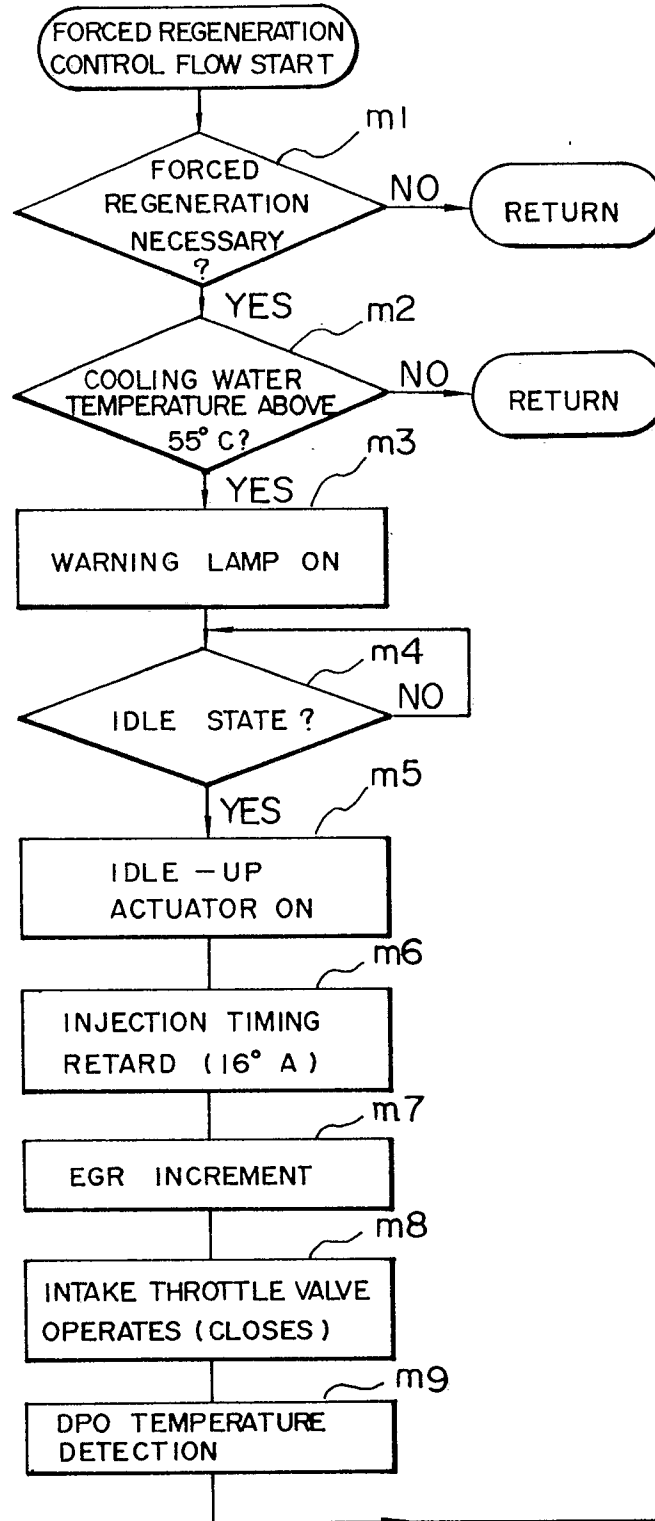 FORCED REGENERATION
CONTROL FLOW START
m1
FORCED
REGENERATION
NECESSARY
?
NO
RETURN
YES
m2
COOLING WATER
TEMPERATURE ABOVE
55° C?
NO
RETURN
YES
m3
WARNING LAMP ON
m4
IDLE STATE ?
NO
YES
m5
IDLE - UP
ACTUATOR ON
m6
INJECTION TIMING
RETARD (16° A)
m7
EGR INCREMENT
m8
INTAKE THROTTLE VALVE
OPERATES (CLOSES)
m9
DPO TEMPERATURE
DETECTION